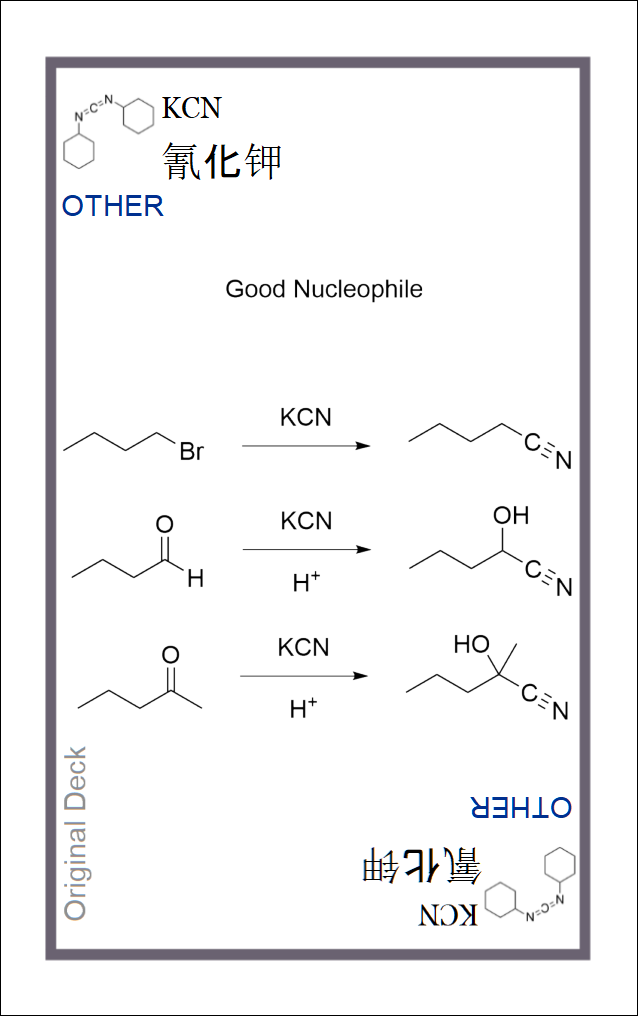 N=C=N
KCN
氰化钾
OTHER
Good Nucleophile
KCN
Br
C
N
O
KCN
OH
H
H+
C
N
O
KCN
HO
H+
C
N
Original Deck
OTHER
氰化钾
KCN
N=C=N